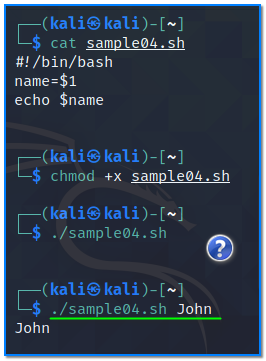 ┌──(kali㉿kali)-[~]
└─$ cat sample04.sh
#!/bin/bash
name=$1
echo $name
┌──(kali㉿kali)-[~]
└─$ chmod +x sample04.sh
┌──(kali㉿kali)-[~]
└─$ ./sample04.sh
?
┌──(kali㉿kali)-[~]
└─$ ./sample04.sh John
John